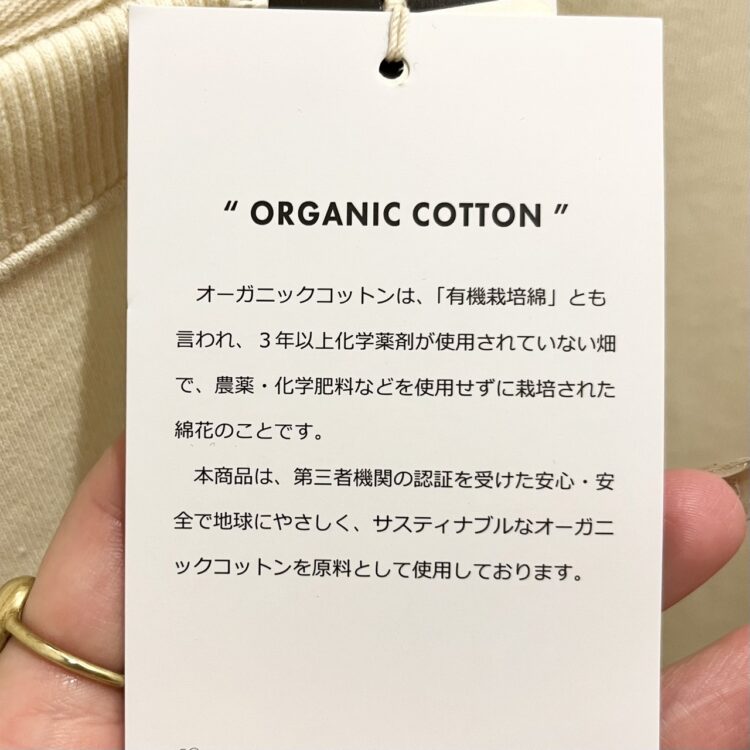 “ ORGANIC COTTON ”
オーガニックコットンは、「有機栽培綿」とも
言われ、３年以上化学薬剤が使用されていない畑
で、農薬・化学肥料などを使用せずに栽培された
綿花のことです。
本商品は、第三者機関の認証を受けた安心・安
全で地球にやさしく、サスティナブルなオーガニ
ックコットンを原料として使用しております。